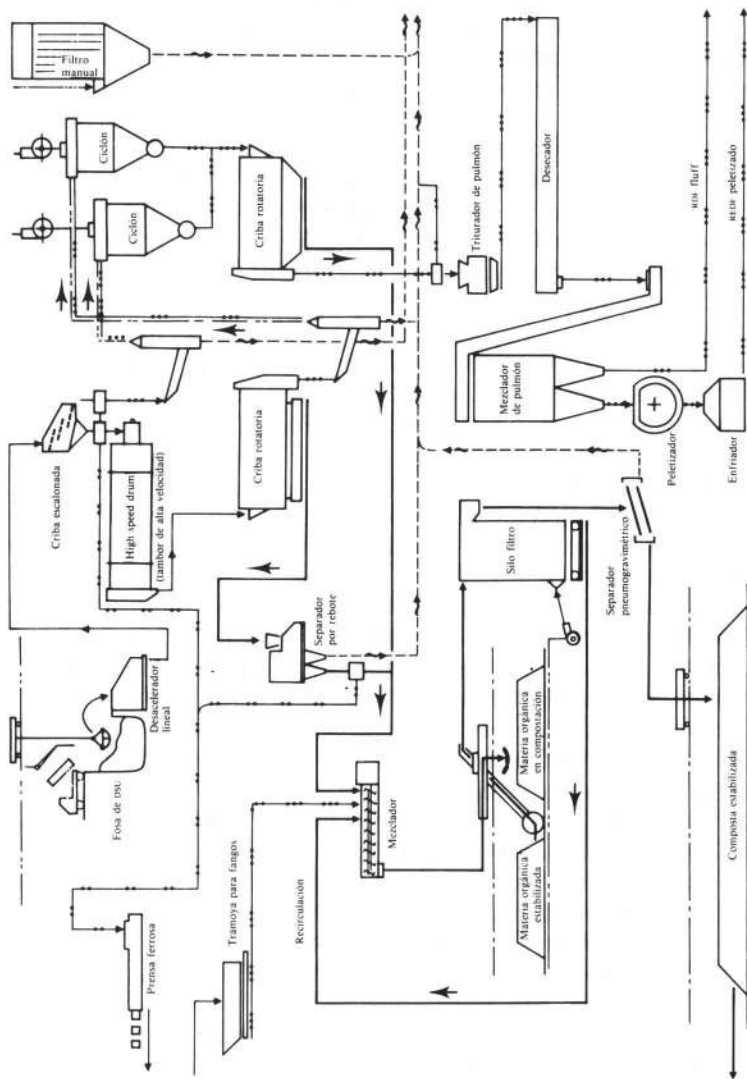 Filtro
manual
Ciclón
Ciclón
Criba rotatoria
Triturador de pulmón
Desecador
RDF fluff
REDF peletizado
Mezclador
de pulmón
Peletizador
Enfriador
Criba escalonada
High speed drum
(tambor de alta velocidad)
Criba rotatoria
Separador
por rebote
Silo filtro
Separador
pneumogravimétrico
Fosa de DSU
Desacelerador
lineal
Prensa ferrosa
Tramoya para fangos
Recirculación
Mezclador
Materia orgánica
en compostación
Materia orgánica
estabilizada
Composta estabilizada